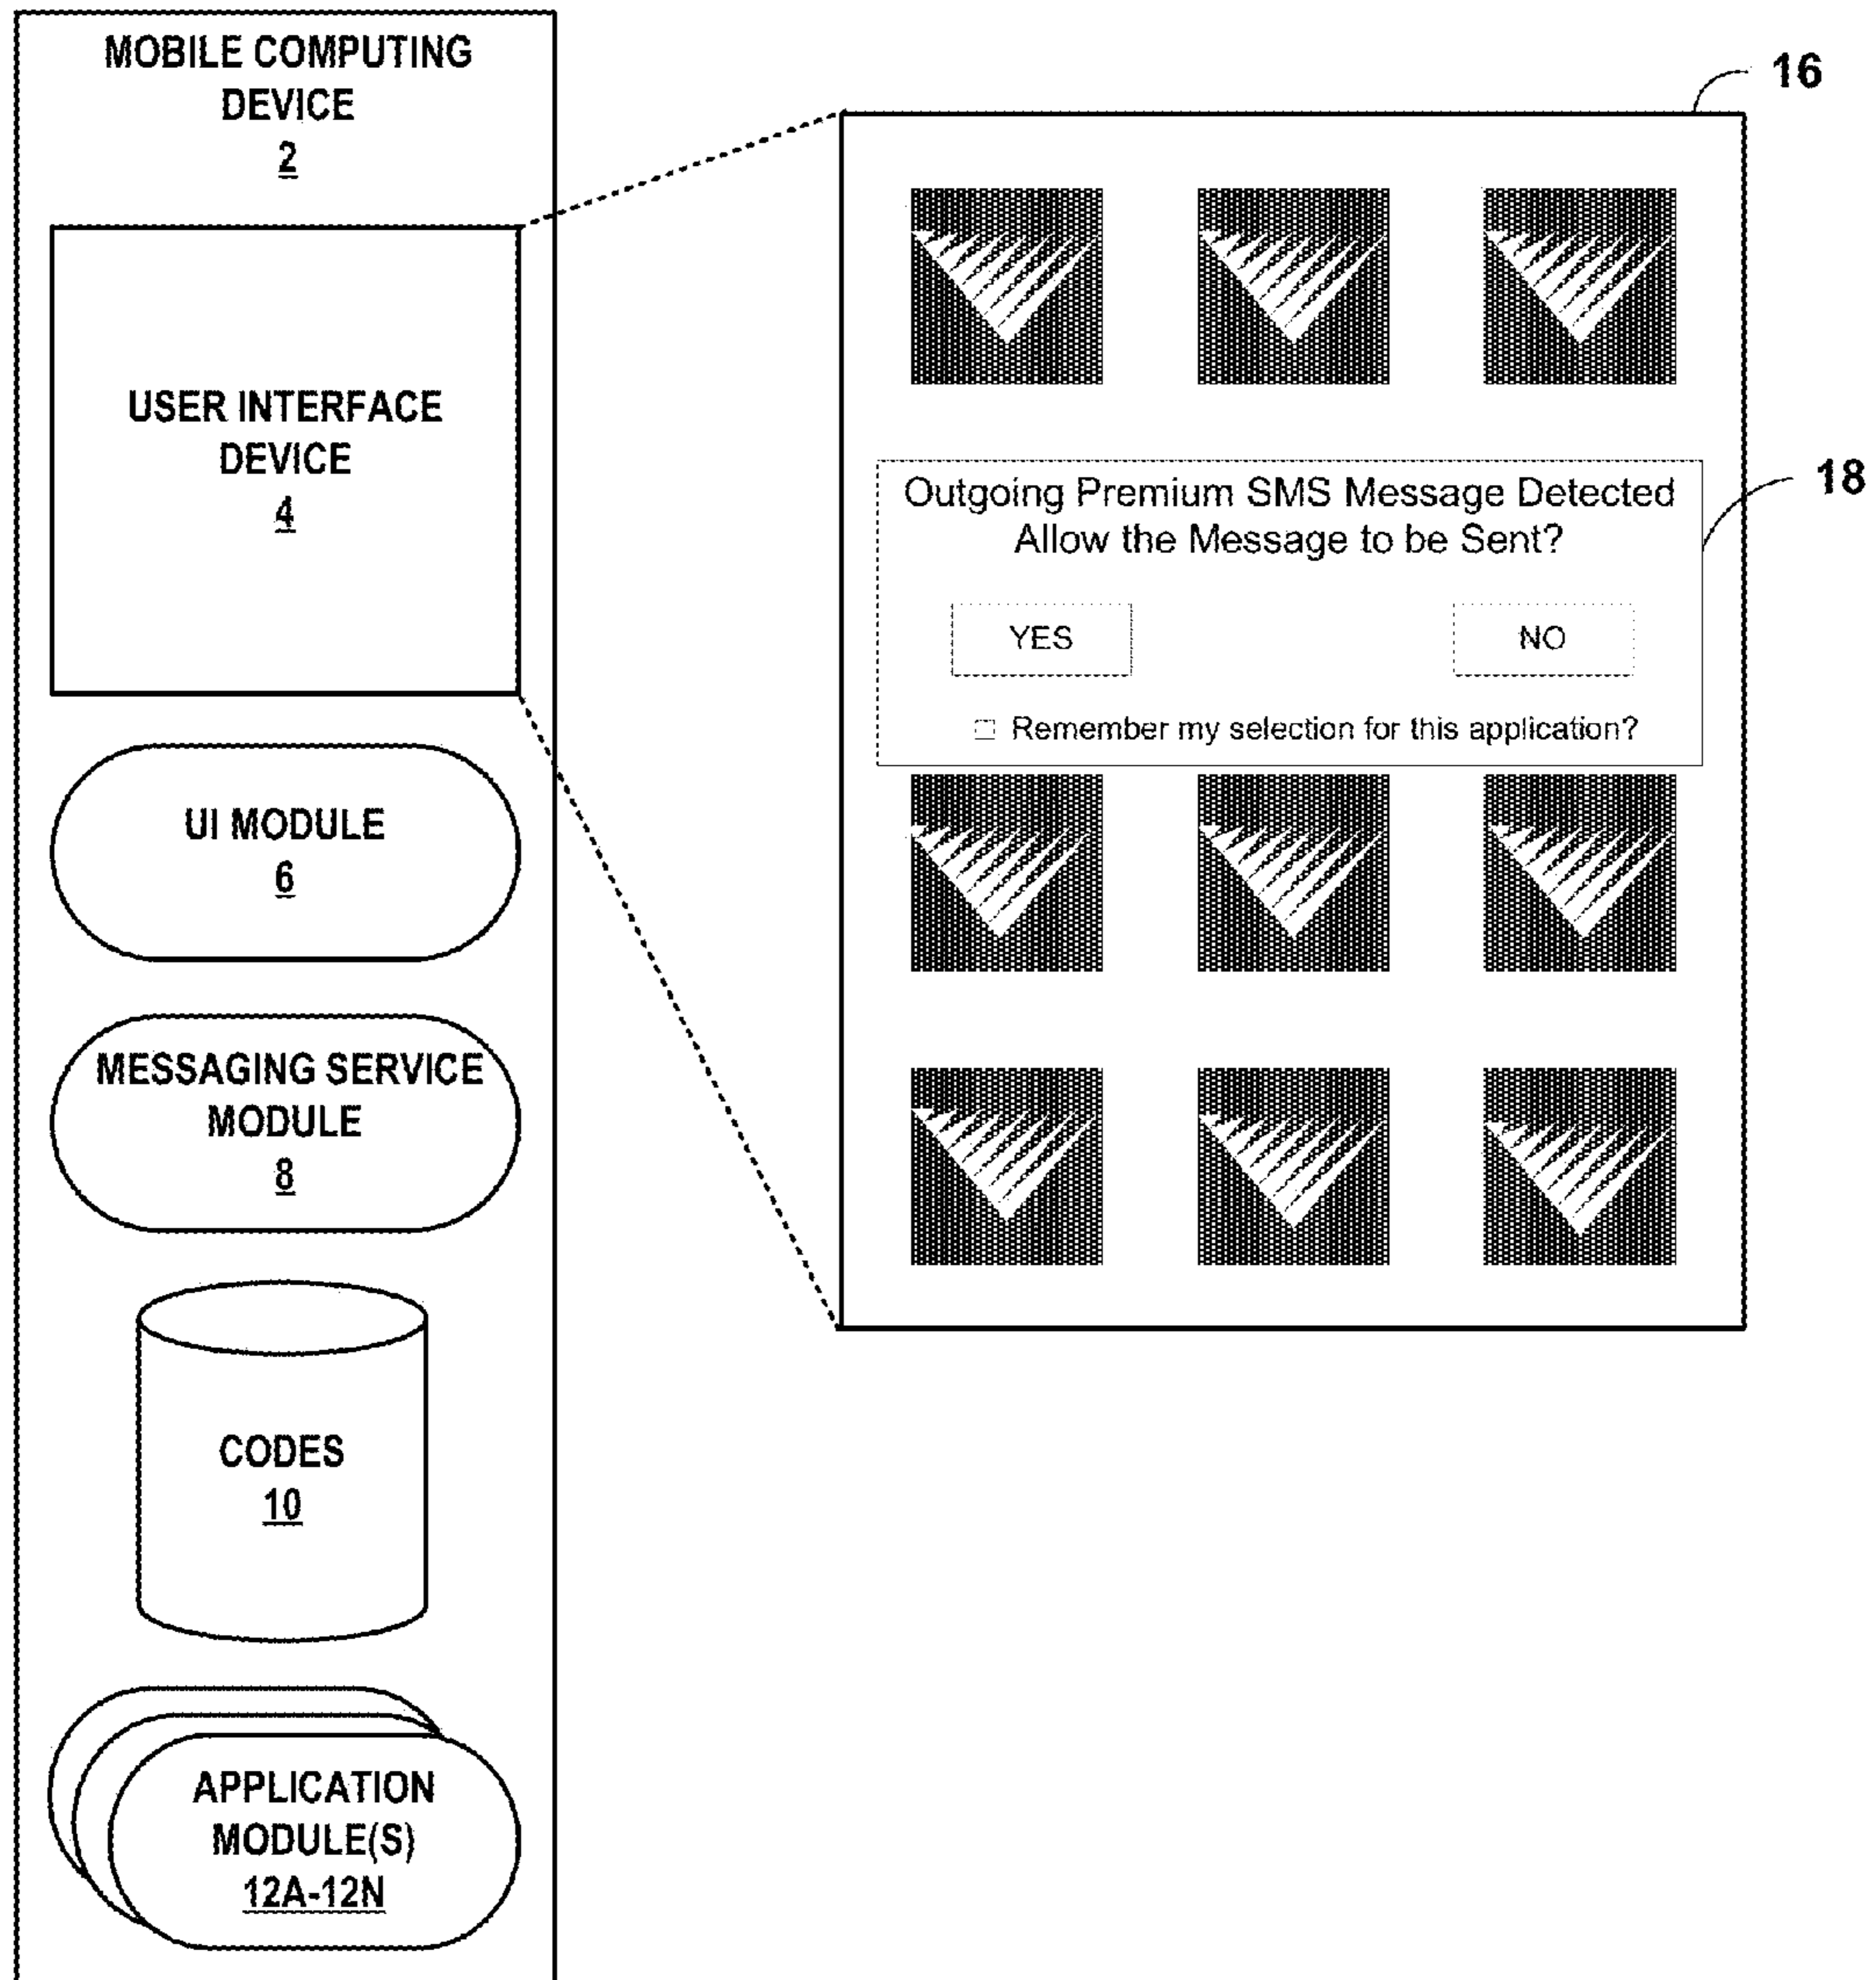 MOBILE COMPUTING
DEVICE
2
USER INTERFACE
DEVICE
4
UI MODULE
6
MESSAGING SERVICE
MODULE
8
CODES
10
APPLICATION
MODULE(S)
12A-12N
16
Outgoing Premium SMS Message Detected
Allow the Message to be Sent?
YES
NO
Remember my selection for this application?
18